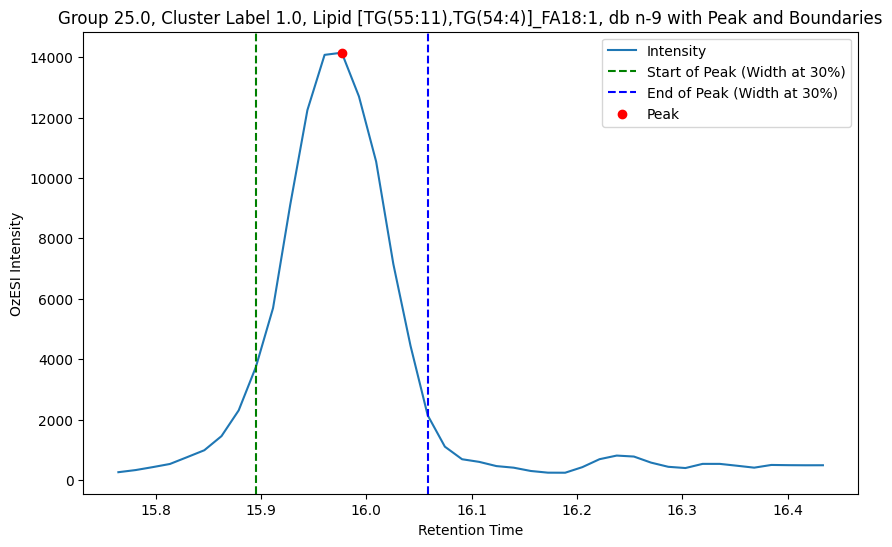 Group 25.0, Cluster Label 1.0, Lipid [TG(55:11),TG(54:4)]_FA18:1, db n-9 with Peak and Boundaries
Intensity
Start of Peak (Width at 30%)
End of Peak (Width at 30%)
Peak
14000
12000
10000
8000
6000
4000
2000
0
OzESI Intensity
15.8
15.9
16.0
16.1
16.2
16.3
16.4
Retention Time